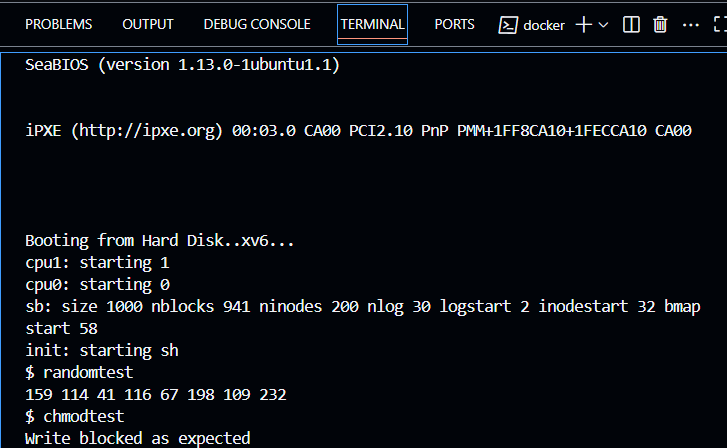 PROBLEMS OUTPUT DEBUG CONSOLE TERMINAL PORTS docker
SeaBIOS (version 1.13.0-1ubuntu1.1)
iPXE (http://ipxe.org) 00:03.0 CA00 PCI2.10 PnP PMM+1FF8CA10+1FECCA10 CA00
Booting from Hard Disk..xv6...
cpu1: starting 1
cpu0: starting 0
sb: size 1000 nblocks 941 ninodes 200 nlog 30 logstart 2 inodestart 32 bmap
start 58
init: starting sh
$ randomtest
159 114 41 116 67 198 109 232
$ chmodtest
Write blocked as expected